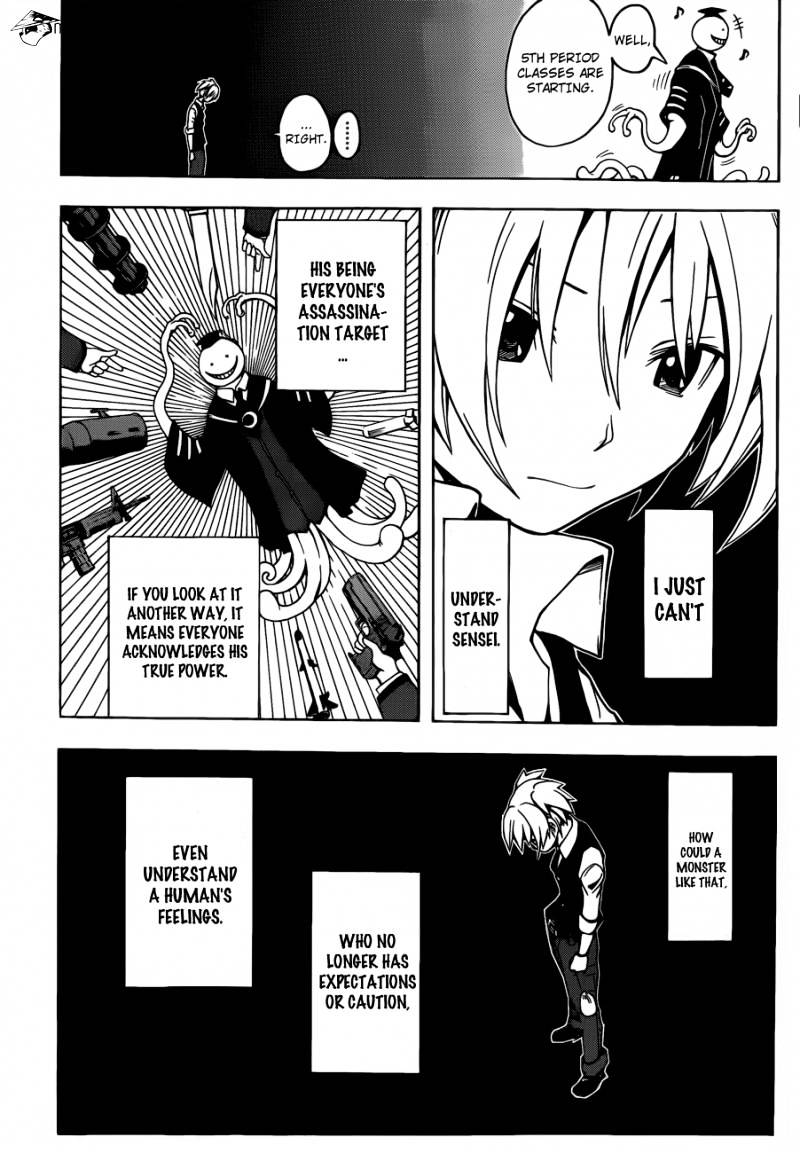 WELL,
5TH PERIOD
CLASSES ARE
STARTING.
...
RIGHT.
I JUST
CAN'T
UNDER-
STAND
SENSEI.
HIS BEING
EVERYONE'S
ASSASSINA-
TION TARGET
...
IF YOU LOOK AT IT
ANOTHER WAY, IT
MEANS EVERYONE
ACKNOWLEDGES HIS
TRUE POWER.
HOW
COULD A
MONSTER
LIKE THAT,
WHO NO
LONGER HAS
EXPECTATIONS
OR CAUTION,
EVEN
UNDERSTAND
A HUMAN'S
FEELINGS.